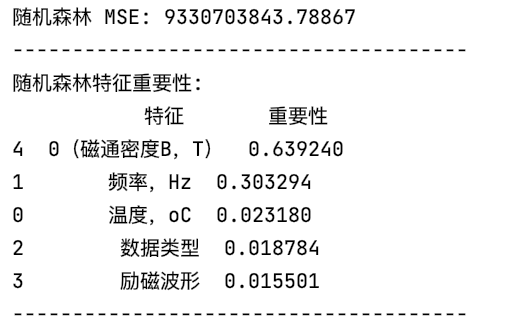 随机森林 MSE: 9330703843.78867
--------------------------------------
随机森林特征重要性:
特征 重要性
4 0（磁通密度B，T） 0.639240
1 频率，Hz 0.303294
0 温度，oC 0.023180
2 数据类型 0.018784
3 励磁波形 0.015501
--------------------------------------